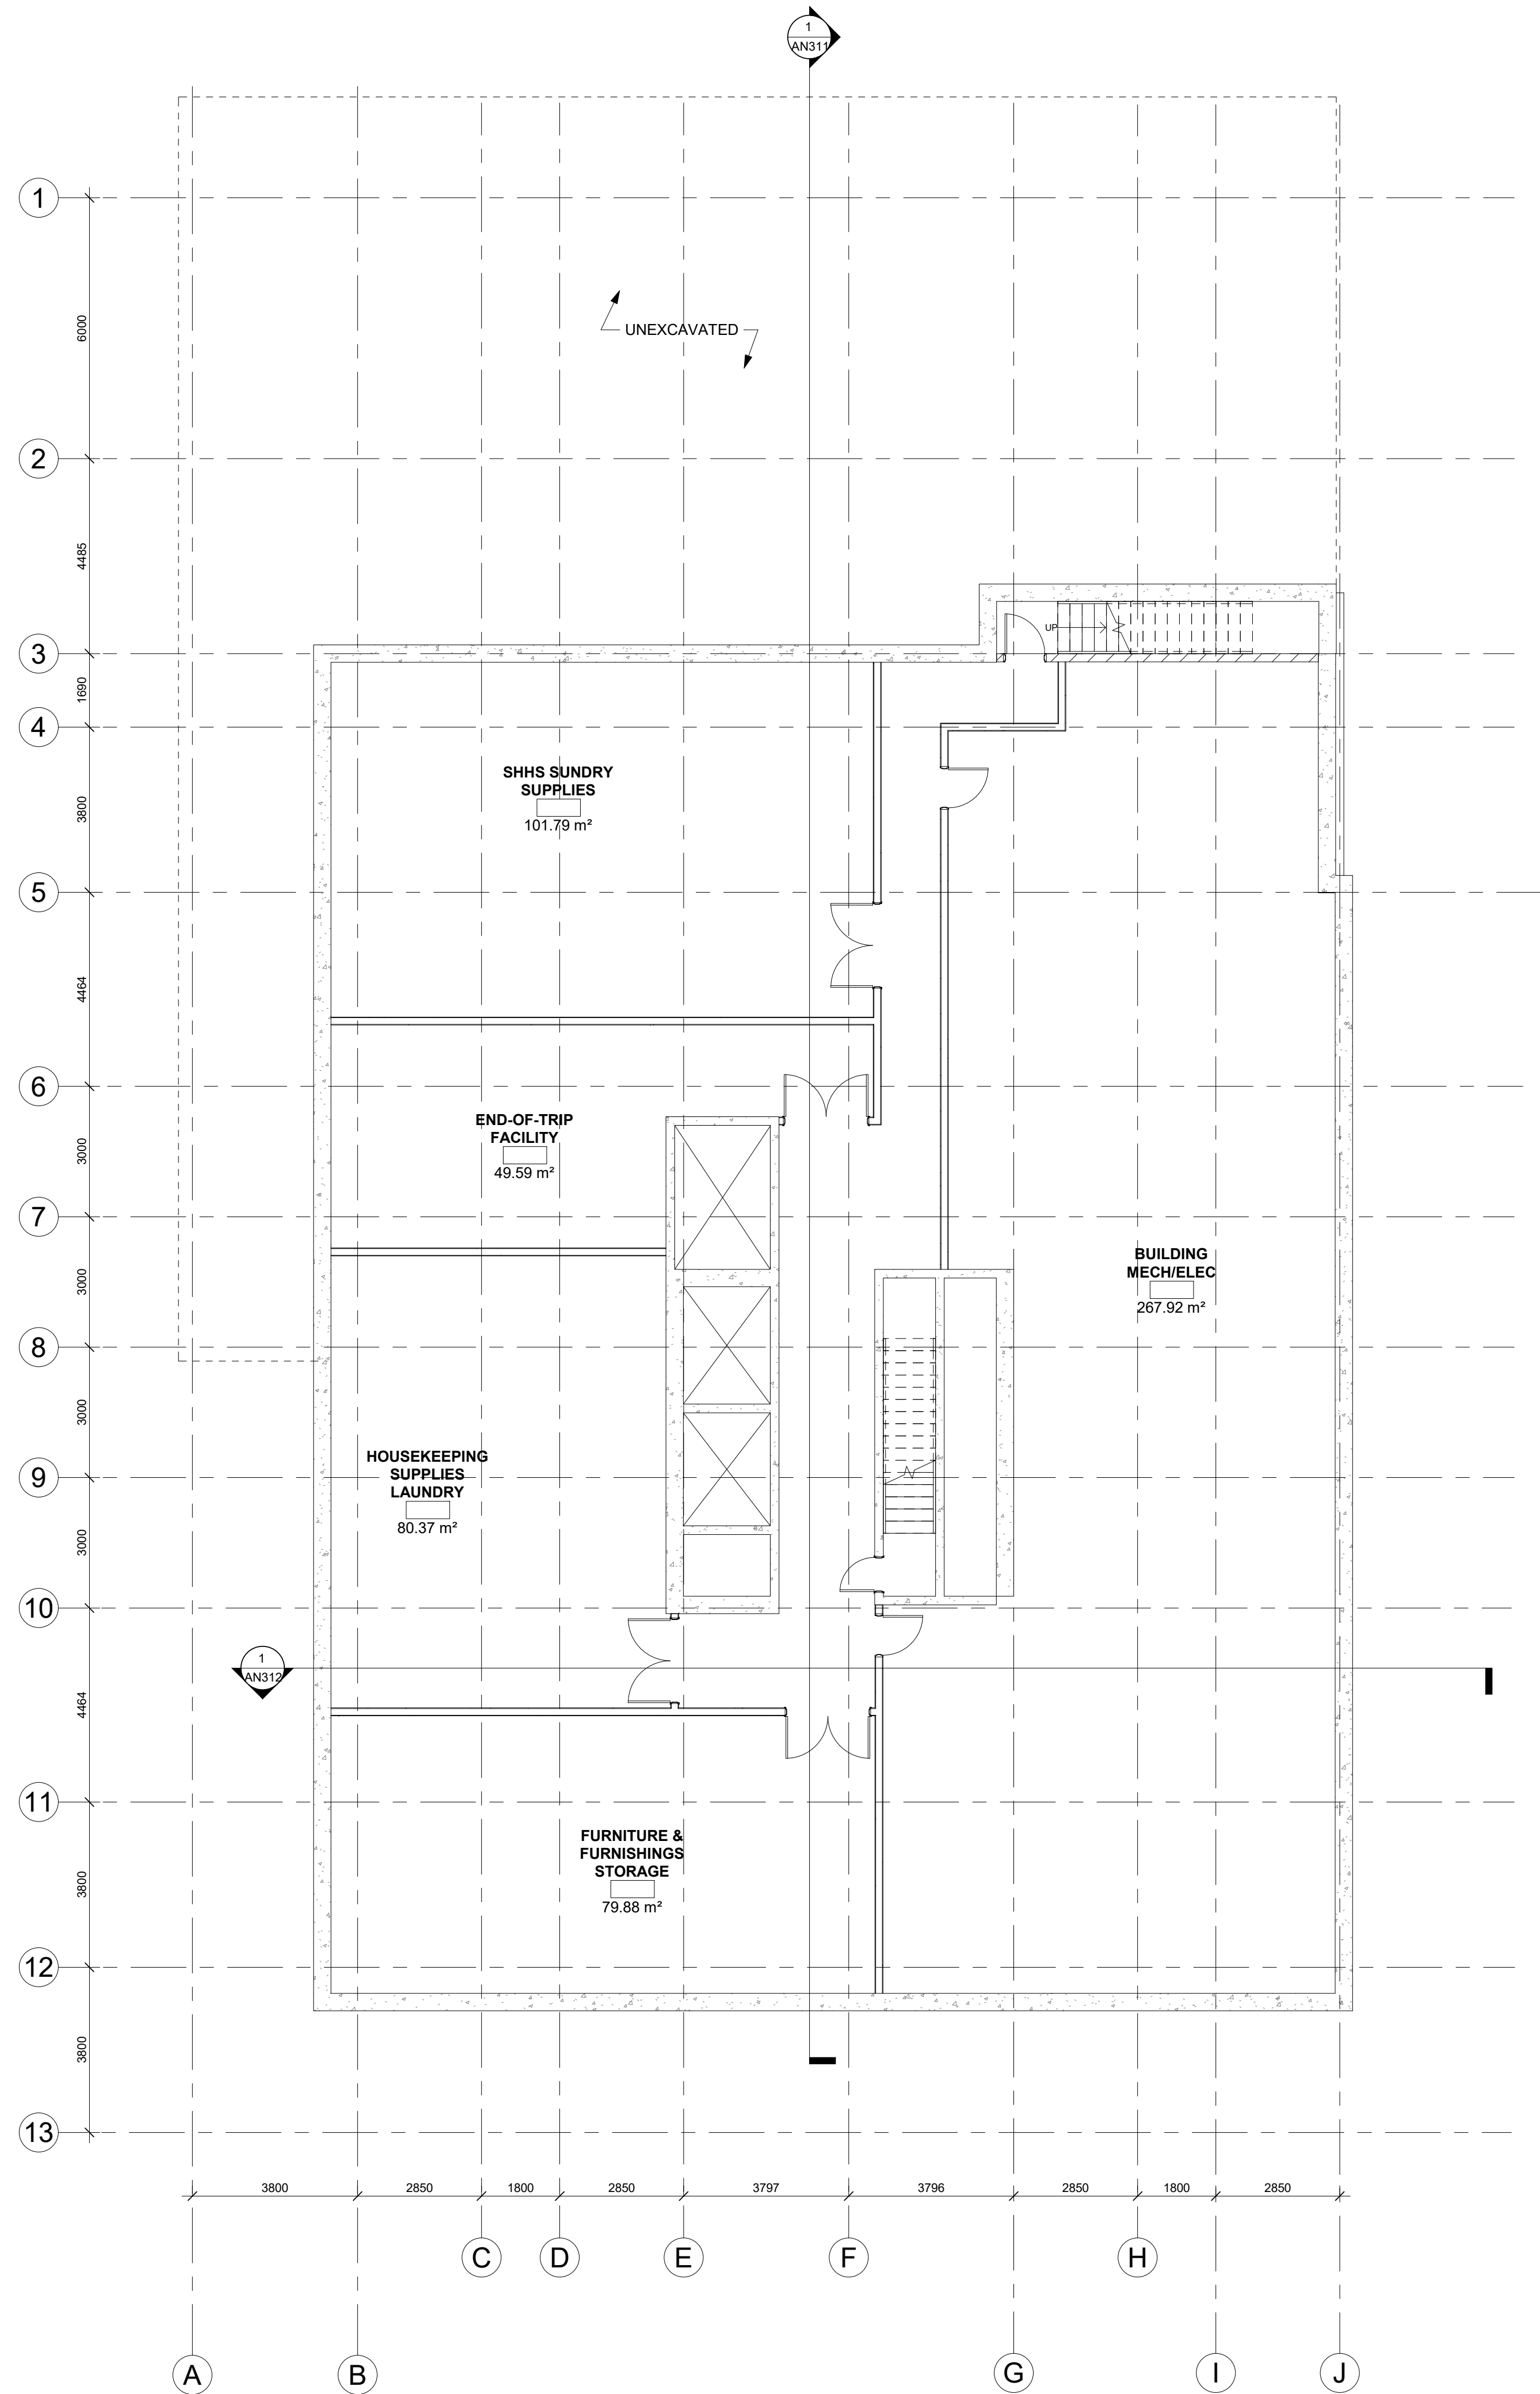 1
AN311
1
6000
UNEXCAVATED
2
4485
UP
3
1690
4
SHHS SUNDRY
SUPPLIES
101.79 m²
3800
5
4464
6
END-OF-TRIP
FACILITY
49.59 m²
3000
7
BUILDING
MECH/ELEC
267.92 m²
3000
8
3000
HOUSEKEEPING
SUPPLIES
LAUNDRY
80.37 m²
9
3000
10
1
AN312
4464
11
FURNITURE &
FURNISHINGS
STORAGE
79.88 m²
3800
12
3800
13
3800 2850 1800 2850 3797 3796 2850 1800 2850
C D E F H
A B G I J